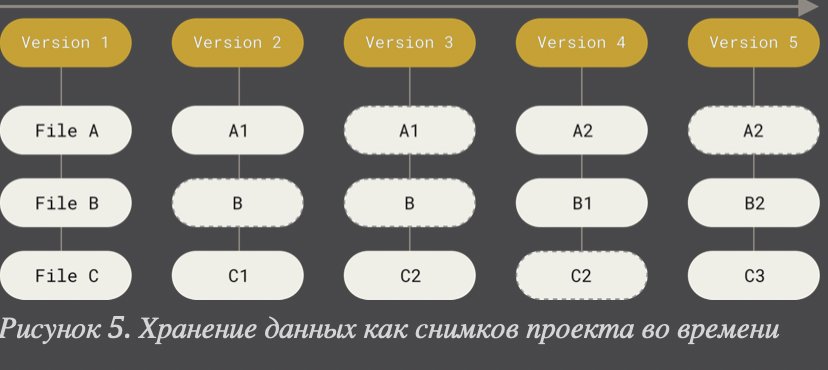 Version 1 Version 2 Version 3 Version 4 Version 5
File A A1 A1 A2 A2
File B B B B1 B2
File C C1 C2 C2 C3
Рисунок 5. Хранение данных как снимков проекта во времени